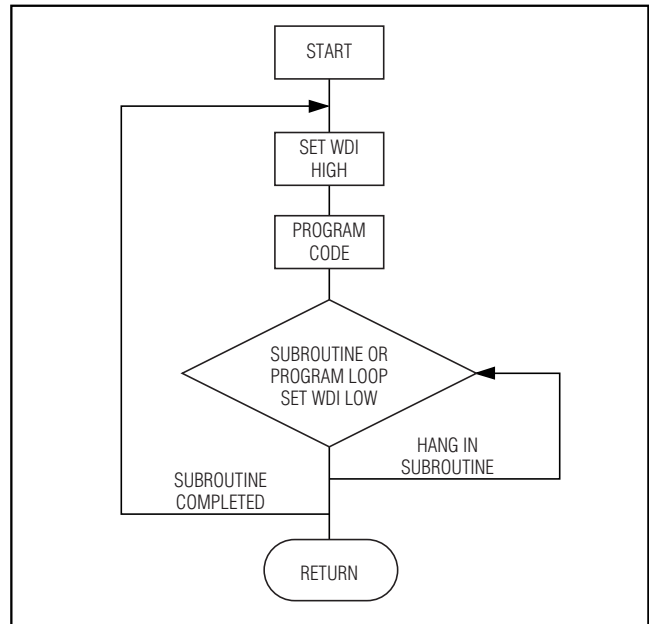 START
SET WDI
HIGH
PROGRAM
CODE
SUBROUTINE OR
PROGRAM LOOP
SET WDI LOW
HANG IN
SUBROUTINE
SUBROUTINE
COMPLETED
RETURN